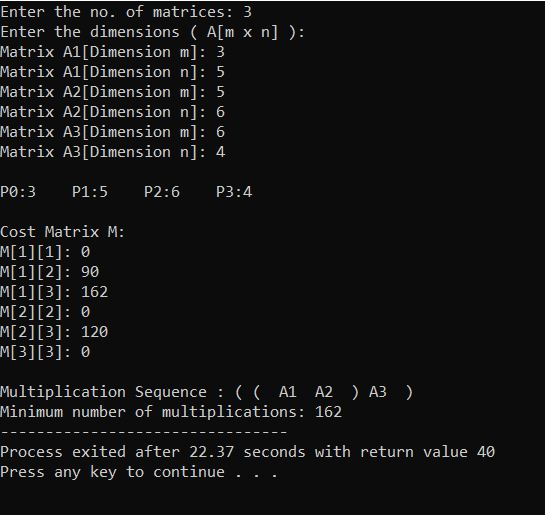 Enter the no. of matrices: 3
Enter the dimensions ( A[m x n] ):
Matrix A1[Dimension m]: 3
Matrix A1[Dimension n]: 5
Matrix A2[Dimension m]: 5
Matrix A2[Dimension n]: 6
Matrix A3[Dimension m]: 6
Matrix A3[Dimension n]: 4
P0:3    P1:5    P2:6    P3:4
Cost Matrix M:
M[1][1]: 0
M[1][2]: 90
M[1][3]: 162
M[2][2]: 0
M[2][3]: 120
M[3][3]: 0
Multiplication Sequence : ( (  A1  A2  ) A3  )
Minimum number of multiplications: 162
--------------------------------
Process exited after 22.37 seconds with return value 40
Press any key to continue . . .